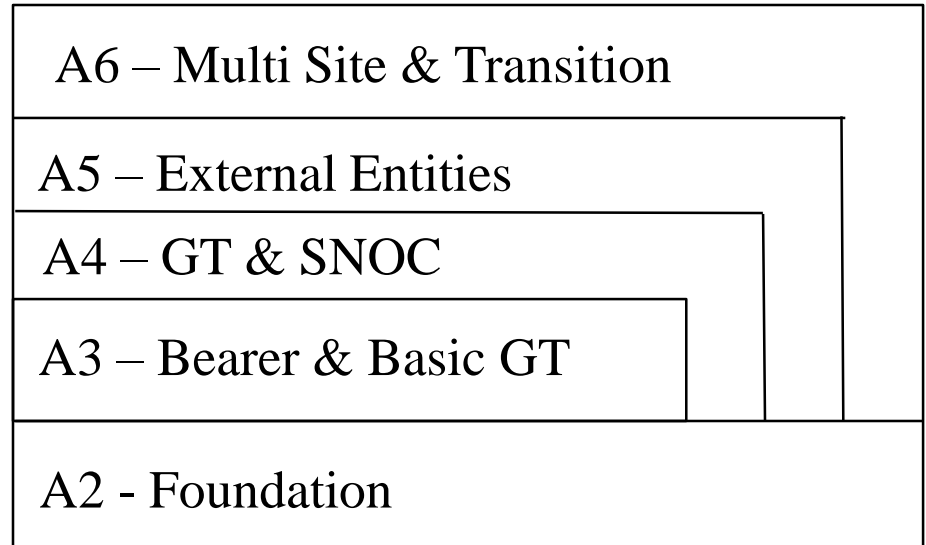 A6 – Multi Site & Transition
A5 – External Entities
A4 – GT & SNOC
A3 – Bearer & Basic GT
A2 - Foundation